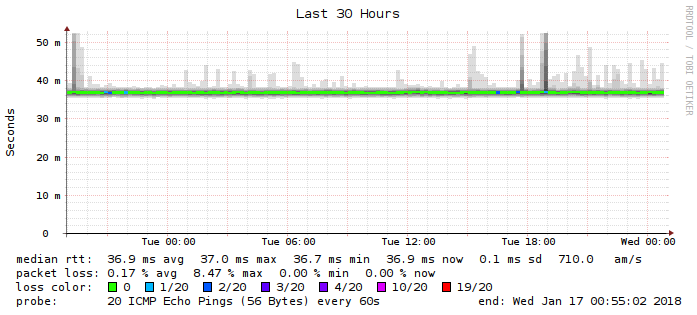 Last 30 Hours
RRDTOOL / TOBI OETIKER
Seconds
50 m
40 m
30 m
20 m
10 m
0
Tue 00:00 Tue 06:00 Tue 12:00 Tue 18:00 Wed 00:00
median rtt: 36.9 ms avg 37.0 ms max 36.7 ms min 36.9 ms now 0.1 ms sd 710.0 am/s
packet loss: 0.17 % avg 8.47 % max 0.00 % min 0.00 % now
loss color: 0 1/20 2/20 3/20 4/20 10/20 19/20
probe: 20 ICMP Echo Pings (56 Bytes) every 60s end: Wed Jan 17 00:55:02 2018